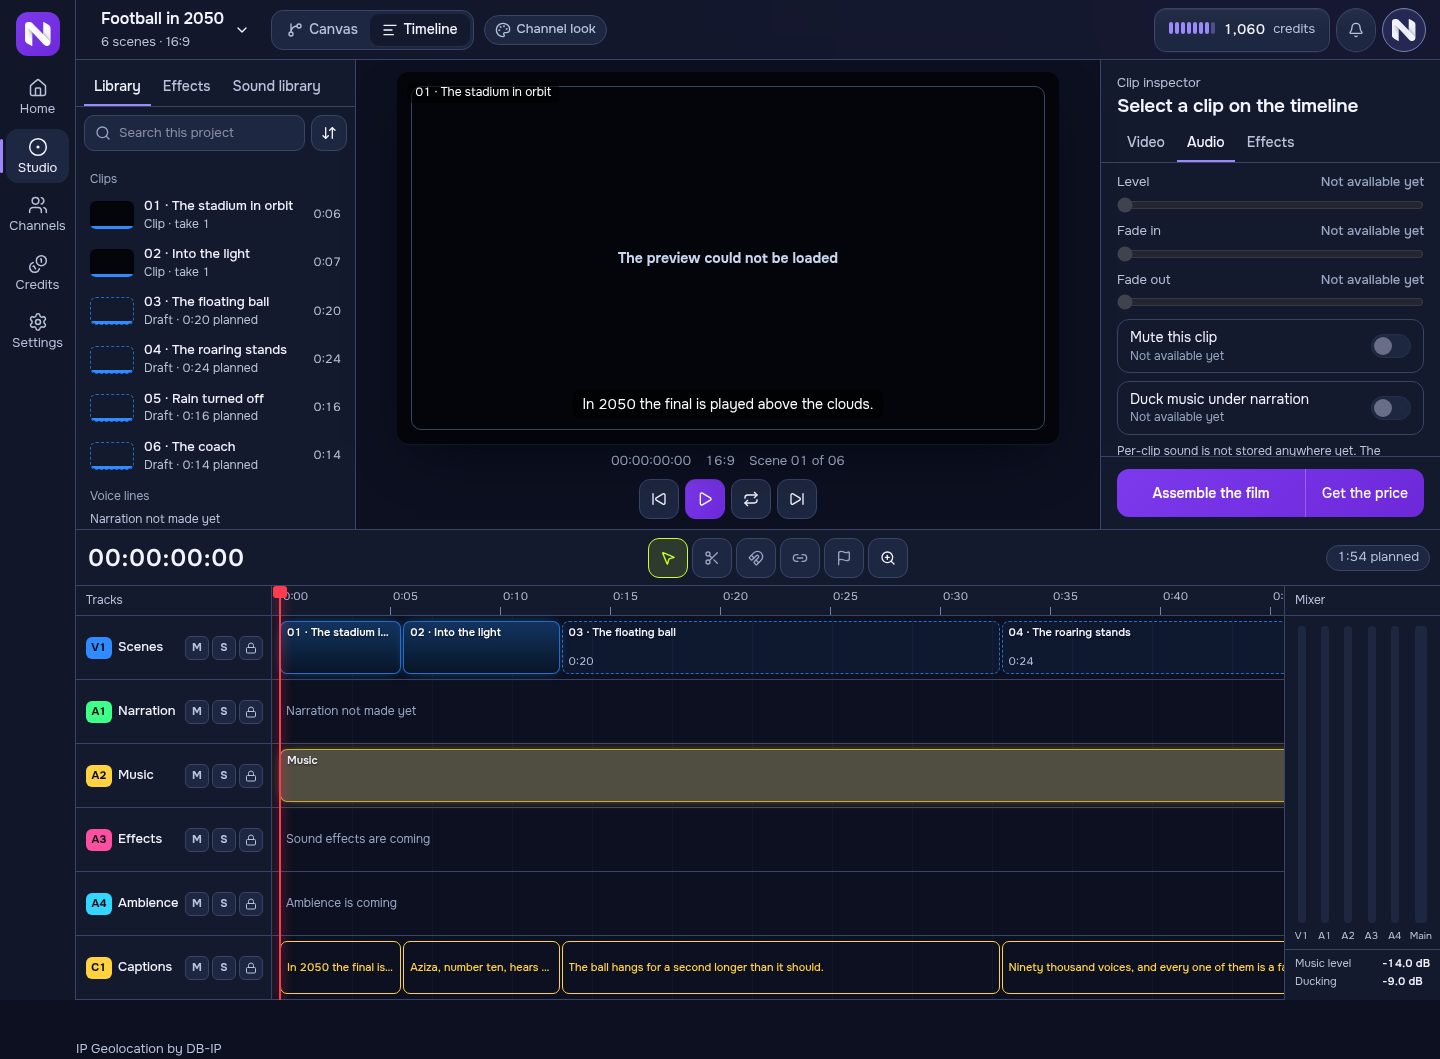 Football in 2050
6 scenes · 16:9
Canvas
Timeline
Channel look
1,060 credits
Home
Studio
Channels
Credits
Settings
Library Effects Sound library
Search this project
Clips
01 · The stadium in orbit
Clip · take 1
0:06
02 · Into the light
Clip · take 1
0:07
03 · The floating ball
Draft · 0:20 planned
0:20
04 · The roaring stands
Draft · 0:24 planned
0:24
05 · Rain turned off
Draft · 0:16 planned
0:16
06 · The coach
Draft · 0:14 planned
0:14
Voice lines
Narration not made yet
01 · The stadium in orbit
The preview could not be loaded
In 2050 the final is played above the clouds.
00:00:00:00 16:9 Scene 01 of 06
Clip inspector
Select a clip on the timeline
Video Audio Effects
Level Not available yet
Fade in Not available yet
Fade out Not available yet
Mute this clip
Not available yet
Duck music under narration
Not available yet
Per-clip sound is not stored anywhere yet. The
Assemble the film Get the price
00:00:00:00
1:54 planned
Tracks
0:00 0:05 0:10 0:15 0:20 0:25 0:30 0:35 0:40 0:
Mixer
V1 Scenes M S
01 · The stadium i... 02 · Into the light 03 · The floating ball 04 · The roaring stands
0:20 0:24
A1 Narration M S
Narration not made yet
A2 Music M S
Music
A3 Effects M S
Sound effects are coming
A4 Ambience M S
Ambience is coming
C1 Captions M S
In 2050 the final is... Aziza, number ten, hears ... The ball hangs for a second longer than it should. Ninety thousand voices, and every one of them is a fa
V1 A1 A2 A3 A4 Main
Music level -14.0 dB
Ducking -9.0 dB
IP Geolocation by DB-IP